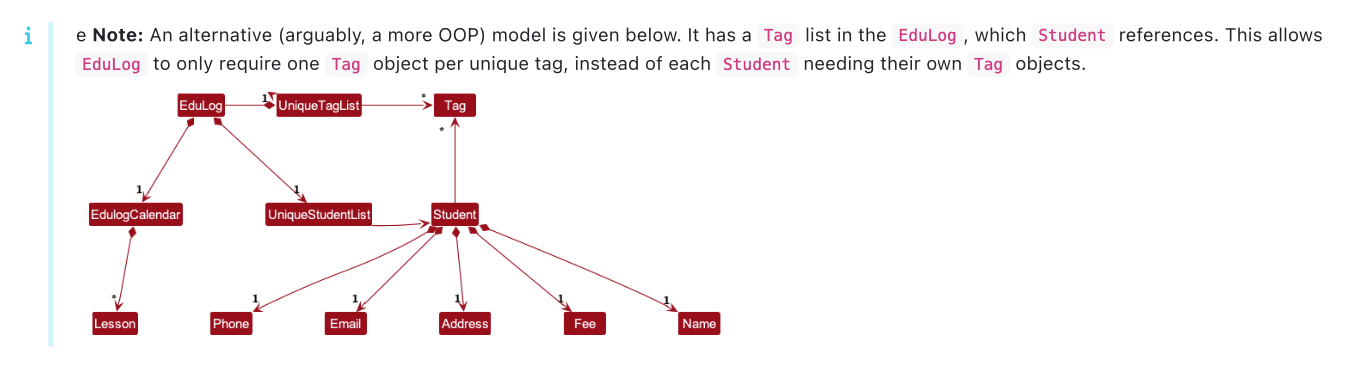 i e Note: An alternative (arguably, a more OOP) model is given below. It has a Tag list in the EduLog , which Student references. This allows
EduLog to only require one Tag object per unique tag, instead of each Student needing their own Tag objects.
EduLog 1 UniqueTagList * Tag
*
1 1
EdulogCalendar UniqueStudentList Student
* 1 1 1 1 1
Lesson Phone Email Address Fee Name